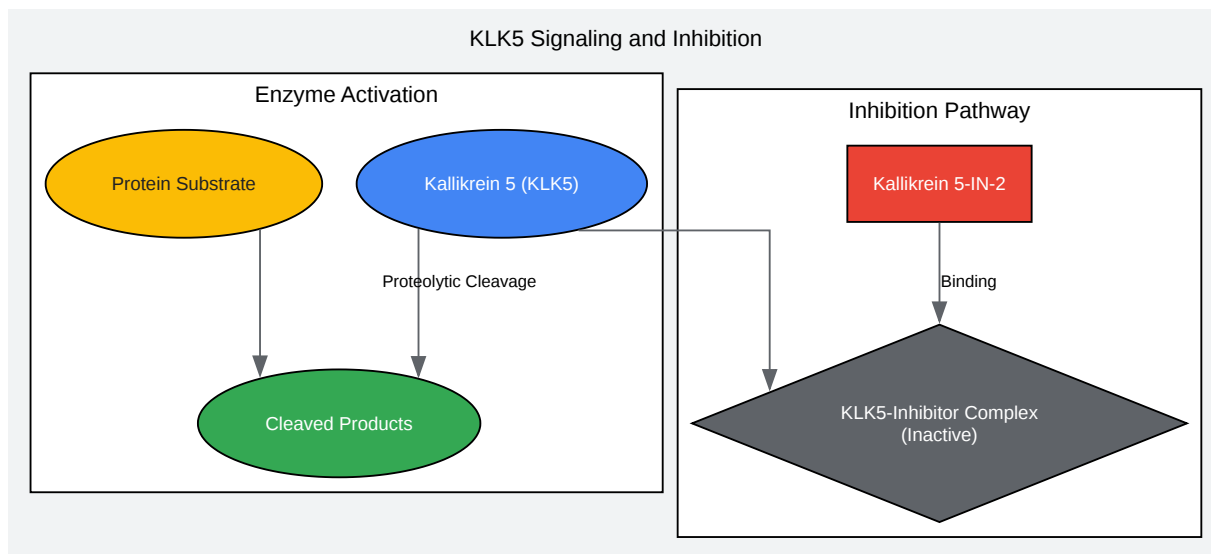 KLK5 Signaling and Inhibition
Enzyme Activation
Protein Substrate
Kallikrein 5 (KLK5)
Proteolytic Cleavage
Cleaved Products
Inhibition Pathway
Kallikrein 5-IN-2
Binding
KLK5-Inhibitor Complex
(Inactive)